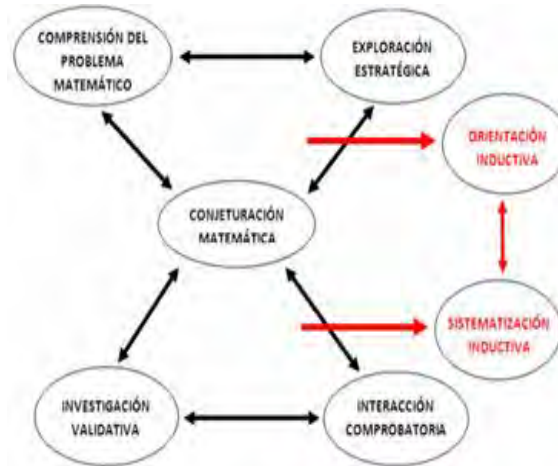 COMPRENSIÓN DEL
PROBLEMA
MATEMÁTICO
EXPLORACIÓN
ESTRATÉGICA
ORIENTACIÓN
INDUCTIVA
CONJETURACIÓN
MATEMÁTICA
SISTEMATIZACIÓN
INDUCTIVA
INVESTIGACIÓN
VALIDATIVA
INTERACCIÓN
COMPROBATORIA